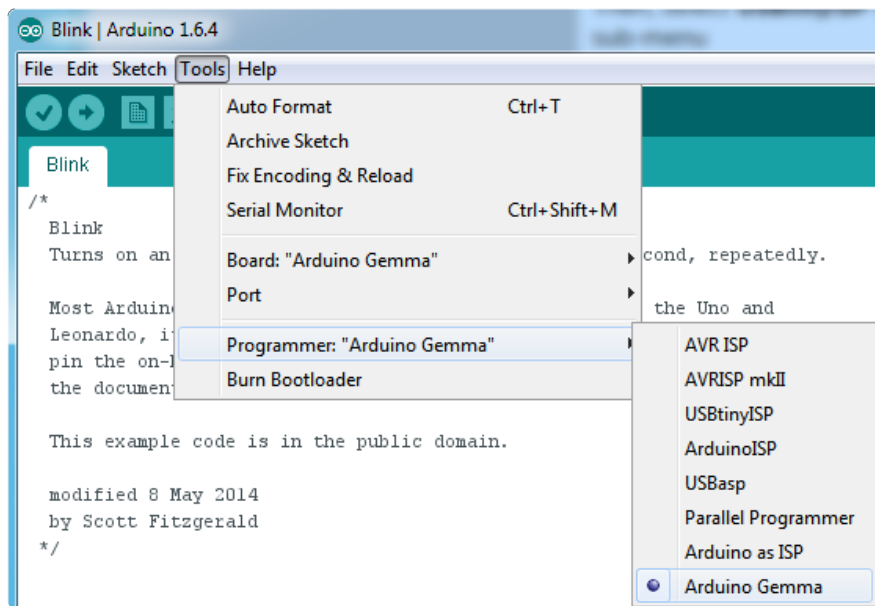 Blink | Arduino 1.6.4
File Edit Sketch Tools Help
Auto Format Ctrl+T
Archive Sketch
Fix Encoding & Reload
Serial Monitor Ctrl+Shift+M
Board: "Arduino Gemma"
Port
Programmer: "Arduino Gemma"
Burn Bootloader
AVR ISP
AVRISP mkII
USBtinyISP
ArduinoISP
USBasp
Parallel Programmer
Arduino as ISP
Arduino Gemma
Blink
/*
Blink
Turns on an cond, repeatedly.
Most Arduin the Uno and
Leonardo, i
pin the on-
the documen
This example code is in the public domain.
modified 8 May 2014
by Scott Fitzgerald
*/